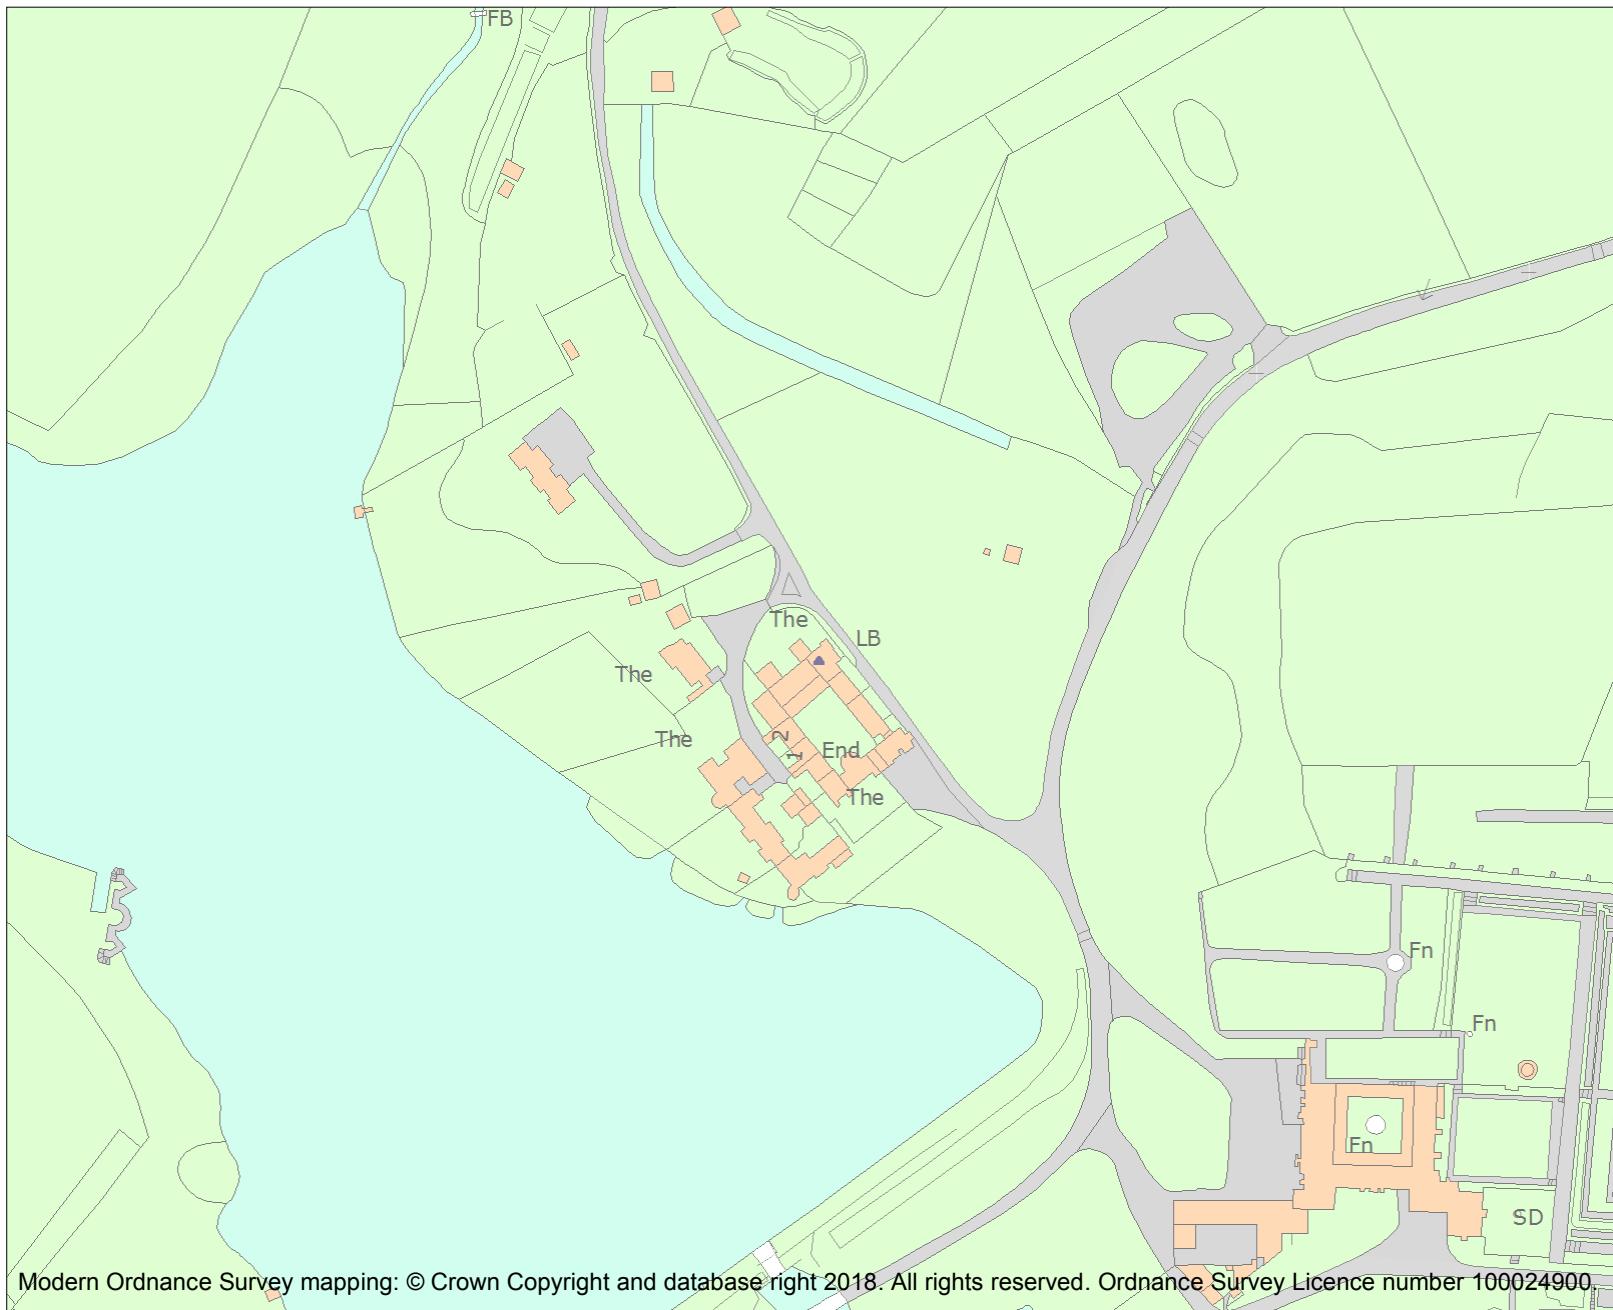 FB
The
LB
The
The
2
1
End
The
Fn
Fn
Fn
SD
Modern Ordnance Survey mapping: © Crown Copyright and database right 2018. All rights reserved. Ordnance Survey Licence number 100024900.